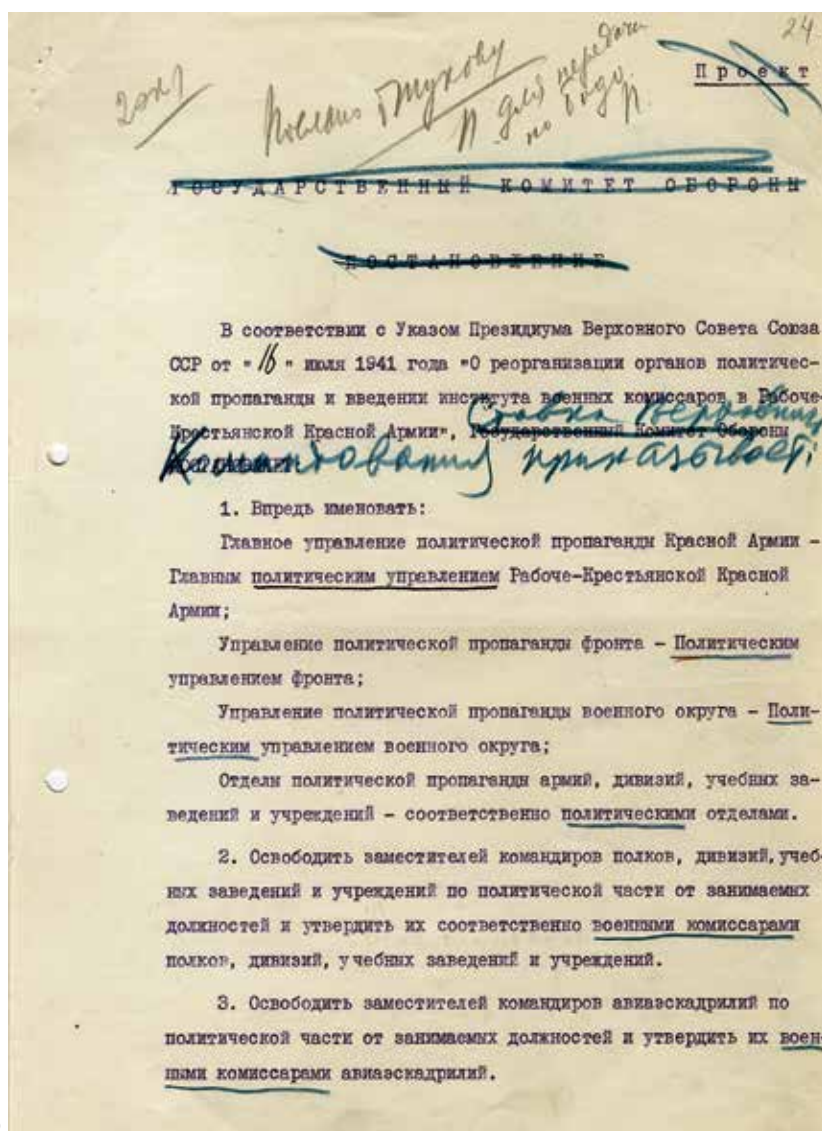 24
Проект
2 экз
Послано т. Жукову
п. для передачи
по Бодо.
П.
ГОСУДАРСТВЕННЫЙ КОМИТЕТ ОБОРОНЫ
ПОСТАНОВЛЕНИЕ
В соответствии с Указом Президиума Верховного Совета Союза
ССР от "16" июля 1941 года "О реорганизации органов политичес-
кой пропаганды и введении института военных комиссаров в Рабоче-
Ставка Верховного
Крестьянской Красной Армии", Государственный Комитет Обороны
Командования приказывает:
1. Впредь именовать:
Главное управление политической пропаганды Красной Армии –
Главным политическим управлением Рабоче-Крестьянской Красной
Армии;
Управление политической пропаганды фронта – Политическим
управлением фронта;
Управление политической пропаганды военного округа – Поли-
тическим управлением военного округа;
Отделы политической пропаганды армий, дивизий, учебных за-
ведений и учреждений – соответственно политическими отделами.
2. Освободить заместителей командиров полков, дивизий, учеб-
ных заведений и учреждений по политической части от занимаемых
должностей и утвердить их соответственно военными комиссарами
полков, дивизий, учебных заведений и учреждений.
3. Освободить заместителей командиров авиаэскадрилий по
политической части от занимаемых должностей и утвердить их воен-
ными комиссарами авиаэскадрилий.